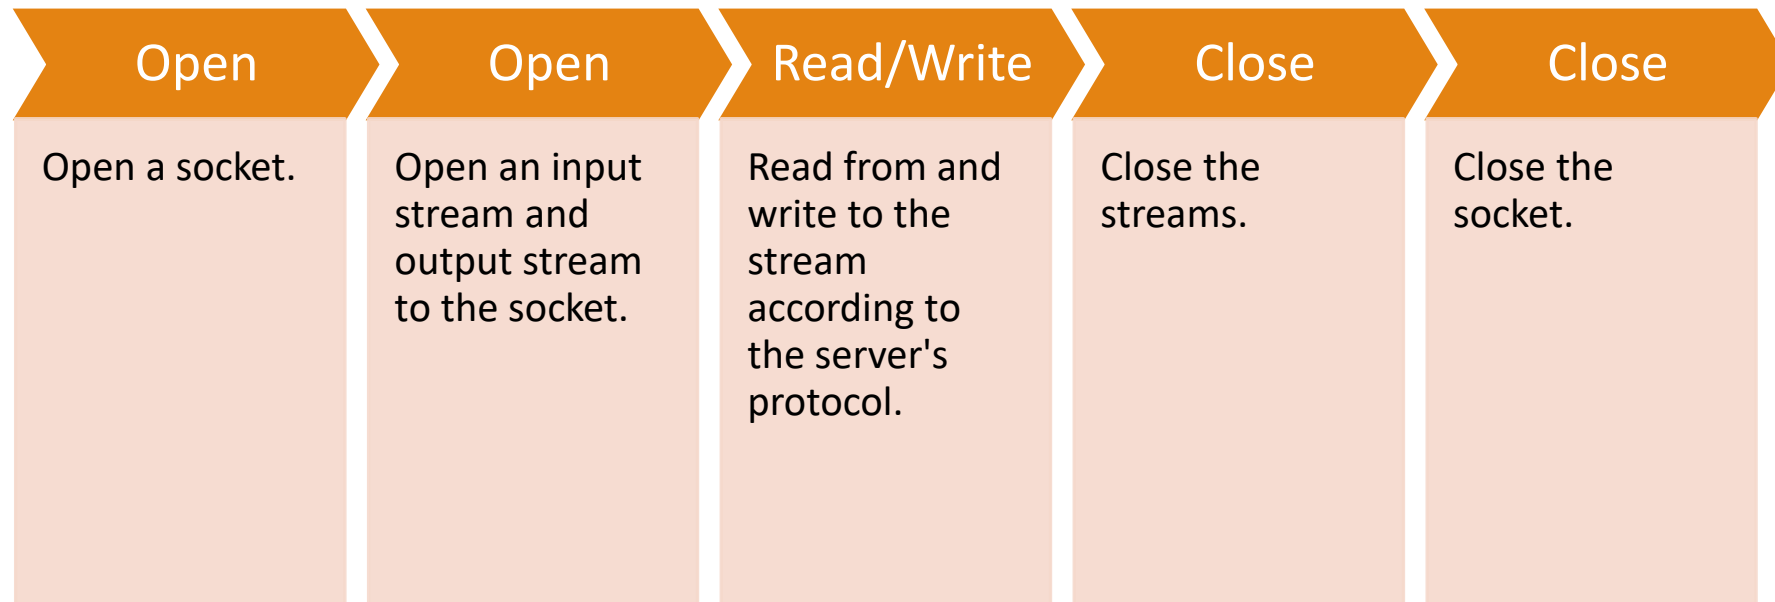 Open
Open a socket.
Open
Open an input
stream and
output stream
to the socket.
Read/Write
Read from and
write to the
stream
according to
the server's
protocol.
Close
Close the
streams.
Close
Close the
socket.